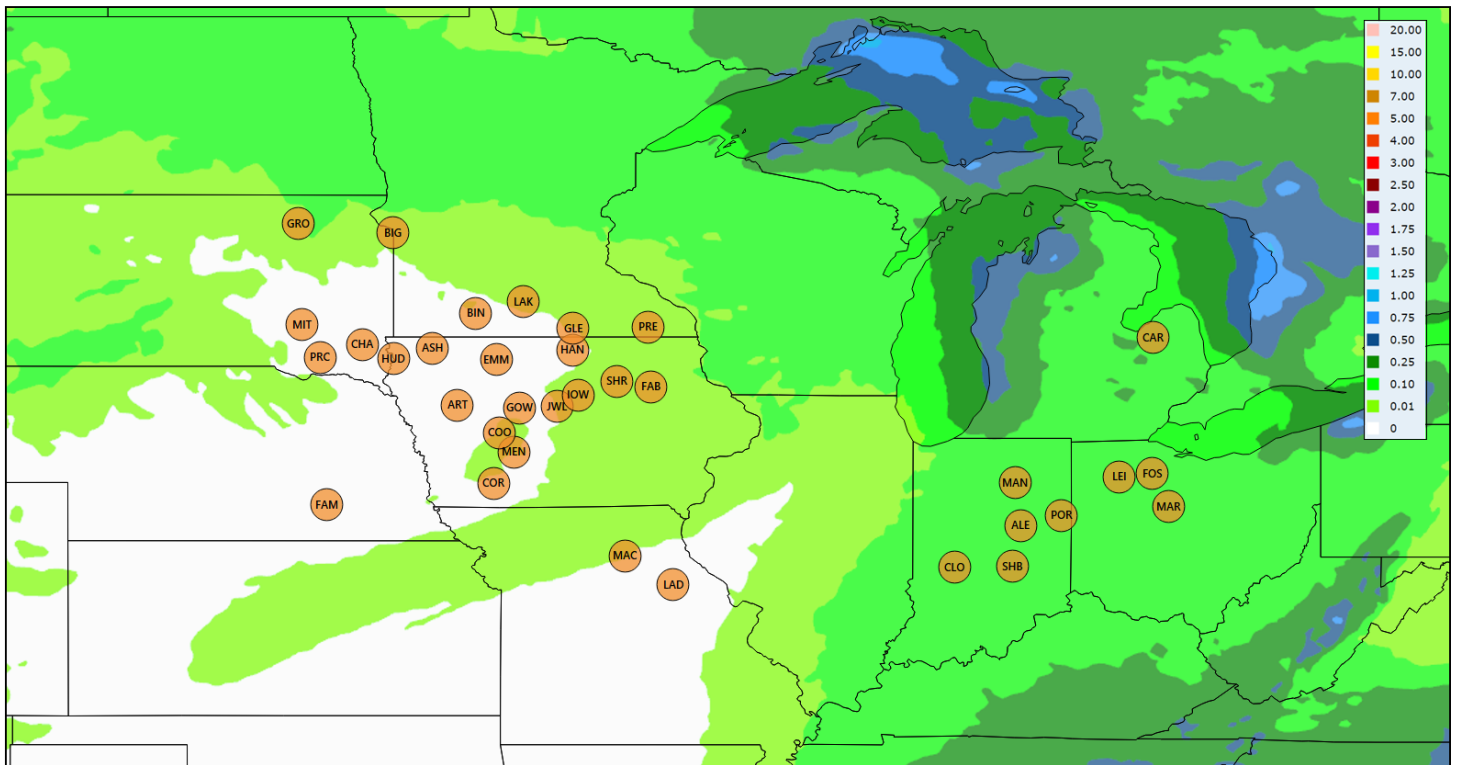 20.00
15.00
10.00
7.00
5.00
4.00
3.00
2.50
2.00
1.75
1.50
1.25
1.00
0.75
0.50
0.25
0.10
0.01
0
GRO
BIG
LAK
BIN
MIT
GLE
PRE
CAR
CHA
ASH
HAN
PRC
HUD
EMM
SHR
FAB
IOW
ART
GOW
JWL
COO
MEN
COR
MAN
LEI
FOS
FAM
MAR
POR
ALE
MAC
CLO
SHB
LAD